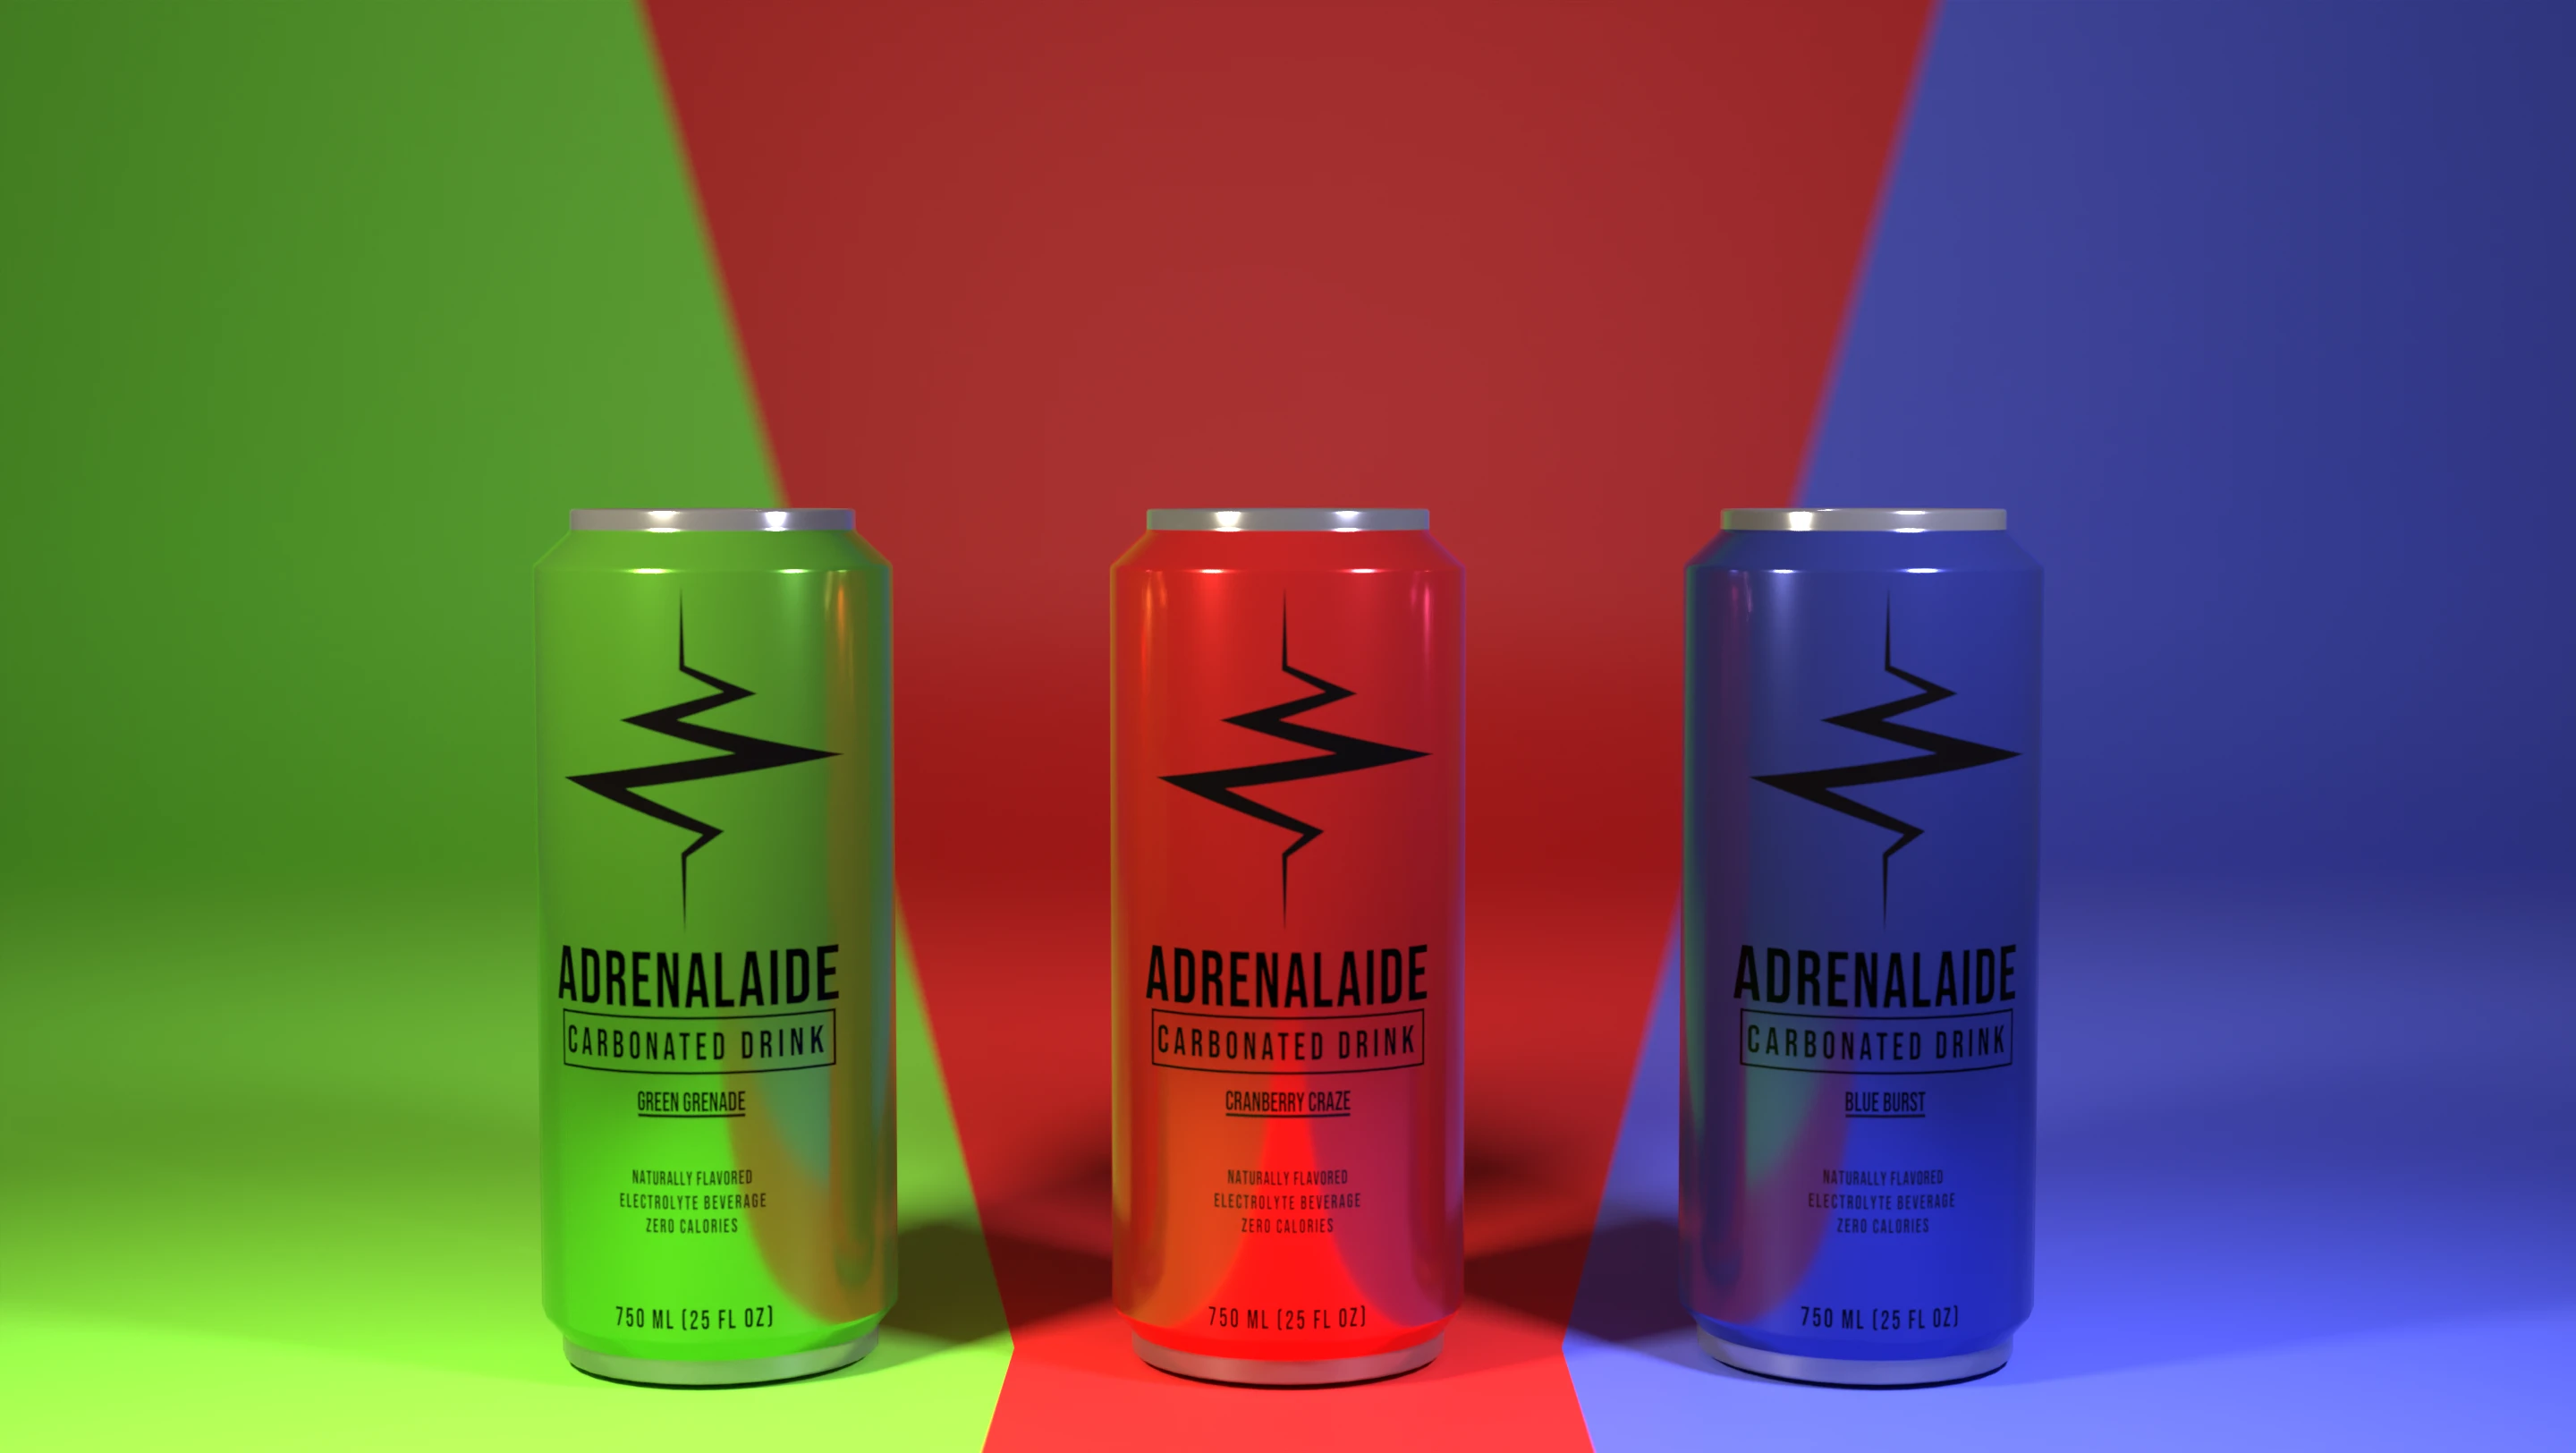 ADRENALAIDE
CARBONATED DRINK
GREEN GRENADE
NATURALLY FLAVORED
ELECTROLYTE BEVERAGE
ZERO CALORIES
750 ML (25 FL OZ)
ADRENALAIDE
CARBONATED DRINK
CRANBERRY CRAZE
NATURALLY FLAVORED
ELECTROLYTE BEVERAGE
ZERO CALORIES
750 ML (25 FL OZ)
ADRENALAIDE
CARBONATED DRINK
BLUE BURST
NATURALLY FLAVORED
ELECTROLYTE BEVERAGE
ZERO CALORIES
750 ML (25 FL OZ)